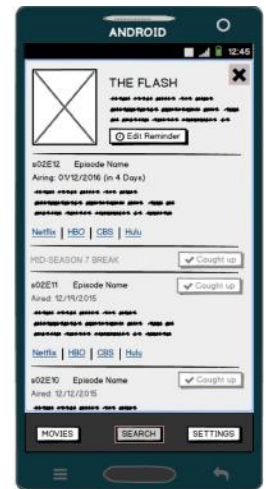 ANDROID
12:45
THE FLASH
Edit Reminder
s02E12 Episode Name
Airing: 01/12/2016 (in 4 Days)
Netflix | HBO | CBS | Hulu
MID-SEASON 7 BREAK
Caught up
s02E11 Episode Name
Aired: 12/19/2015
Caught up
Netflix | HBO | CBS | Hulu
s02E10 Episode Name
Aired: 12/12/2015
Caught up
MOVIES SEARCH SETTINGS